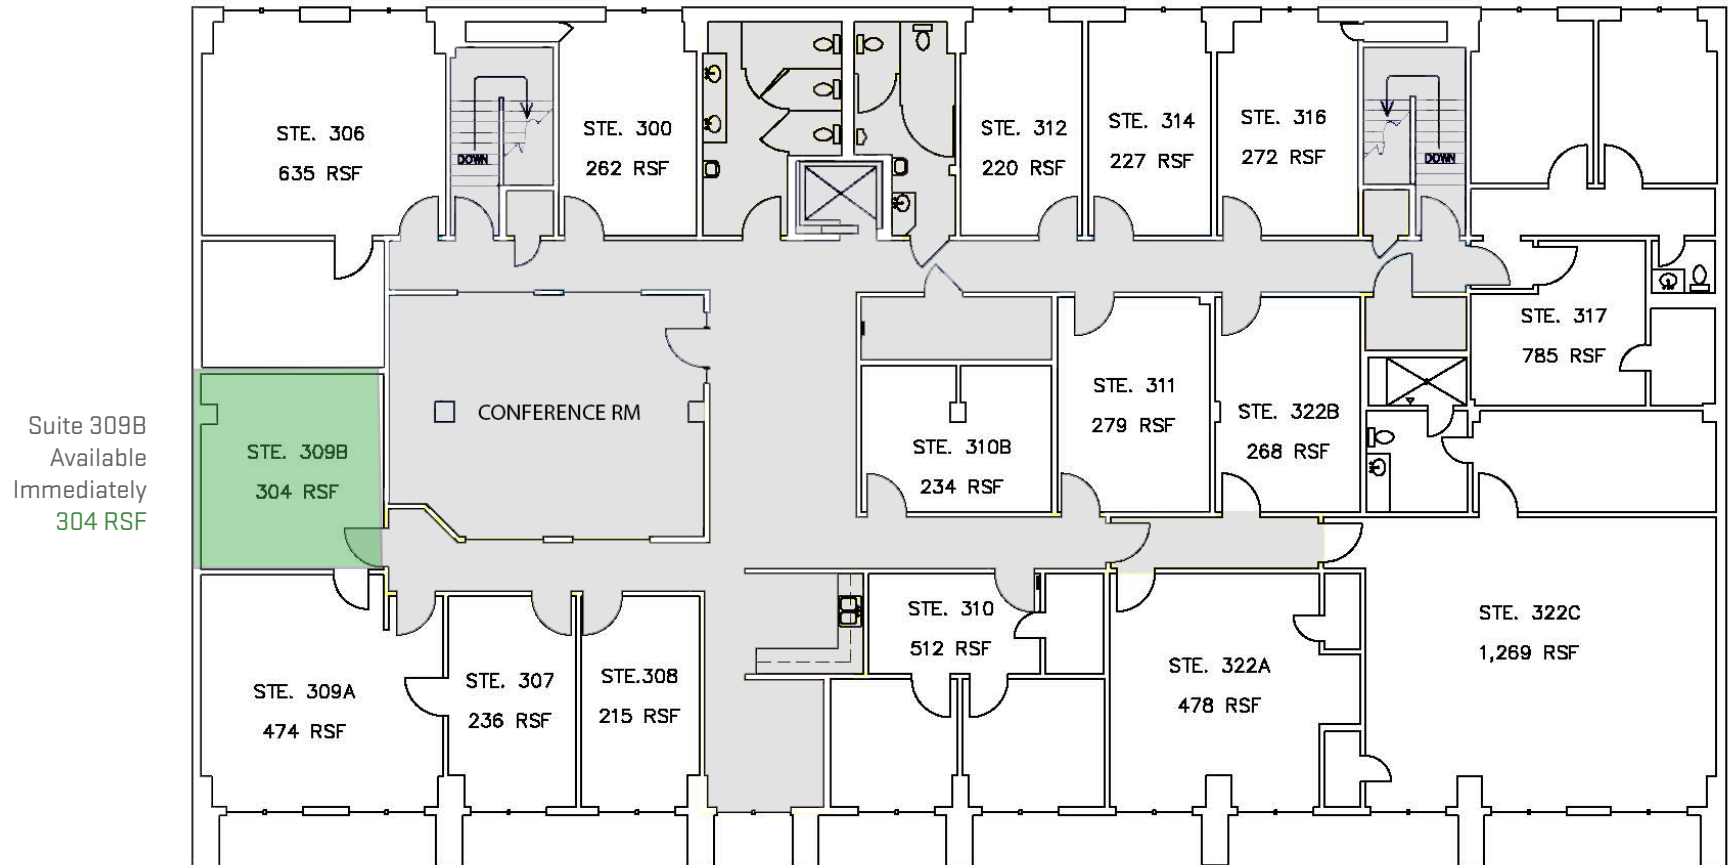 STE. 306
635 RSF
DOWN
STE. 300
262 RSF
STE. 312
220 RSF
STE. 314
227 RSF
STE. 316
272 RSF
DOWN
STE. 317
785 RSF
Suite 309B
Available
Immediately
304 RSF
STE. 309B
304 RSF
CONFERENCE RM
STE. 310B
234 RSF
STE. 311
279 RSF
STE. 322B
268 RSF
STE. 309A
474 RSF
STE. 307
236 RSF
STE.308
215 RSF
STE. 310
512 RSF
STE. 322A
478 RSF
STE. 322C
1,269 RSF